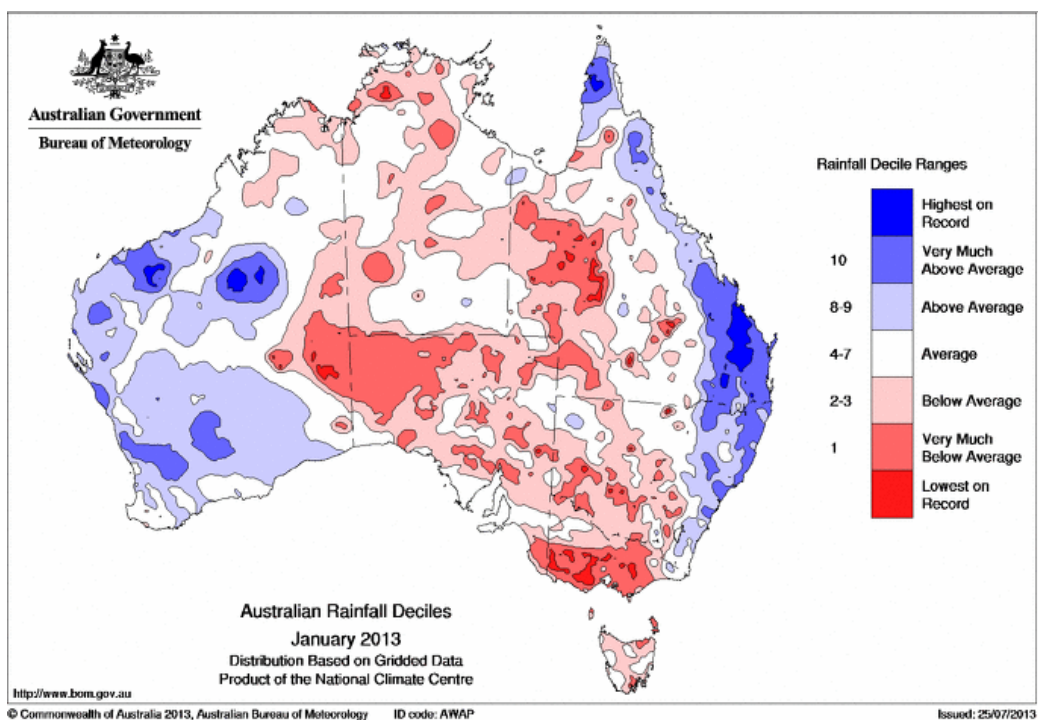 Australian Government
Bureau of Meteorology
Rainfall Decile Ranges
Highest on
Record
10
Very Much
Above Average
8-9
Above Average
4-7
Average
2-3
Below Average
1
Very Much
Below Average
Lowest on
Record
Australian Rainfall Deciles
January 2013
Distribution Based on Gridded Data
Product of the National Climate Centre
http://www.bom.gov.au
© Commonwealth of Australia 2013, Australian Bureau of Meteorology ID code: AWAP Issued: 25/07/2013